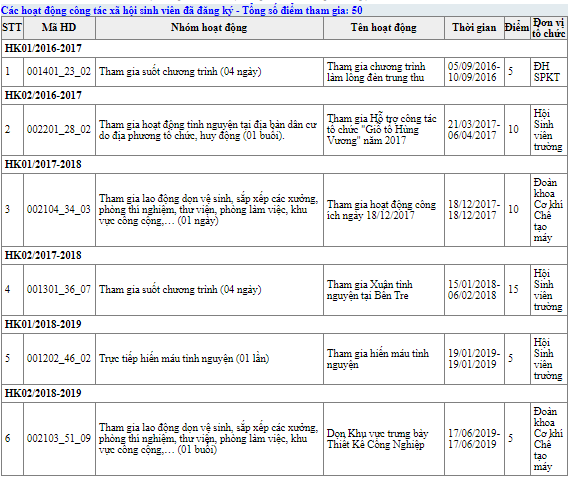 Các hoạt động công tác xã hội sinh viên đã đăng ký - Tổng số điểm tham gia: 50
STT Mã HD Nhóm hoạt động Tên hoạt động Thời gian Điểm Đơn vị tổ chức
HK01/2016-2017
1 001401_23_02 Tham gia suốt chương trình (04 ngày) Tham gia chương trình làm lồng đèn trung thu 05/09/2016-10/09/2016 5 ĐH SPKT
HK02/2016-2017
2 002201_28_02 Tham gia hoạt động tình nguyện tại địa bàn dân cư do địa phương tổ chức, huy động (01 buổi). Tham gia Hỗ trợ công tác tổ chức "Giỗ tổ Hùng Vương" năm 2017 21/03/2017-06/04/2017 10 Hội Sinh viên trường
HK01/2017-2018
3 002104_34_03 Tham gia lao động dọn vệ sinh, sắp xếp các xưởng, phòng thí nghiệm, thư viện, phòng làm việc, khu vực công cộng,… (01 ngày) Tham gia hoạt động công ích ngày 18/12/2017 18/12/2017-18/12/2017 10 Đoàn khoa Cơ khí Chế tạo máy
HK02/2017-2018
4 001301_36_07 Tham gia suốt chương trình (04 ngày) Tham gia Xuân tình nguyện tại Bến Tre 15/01/2018-06/02/2018 15 Hội Sinh viên trường
HK01/2018-2019
5 001202_46_02 Trực tiếp hiến máu tình nguyện (01 lần) Tham gia hiến máu tình nguyện 19/01/2019-19/01/2019 5 Hội Sinh viên trường
HK02/2018-2019
6 002103_51_09 Tham gia lao động dọn vệ sinh, sắp xếp các xưởng, phòng thí nghiệm, thư viện, phòng làm việc, khu vực công cộng,… (01 buổi) Dọn Khu vực trưng bày Thiết Kế Công Nghiệp 17/06/2019-17/06/2019 5 Đoàn khoa Cơ khí Chế tạo máy